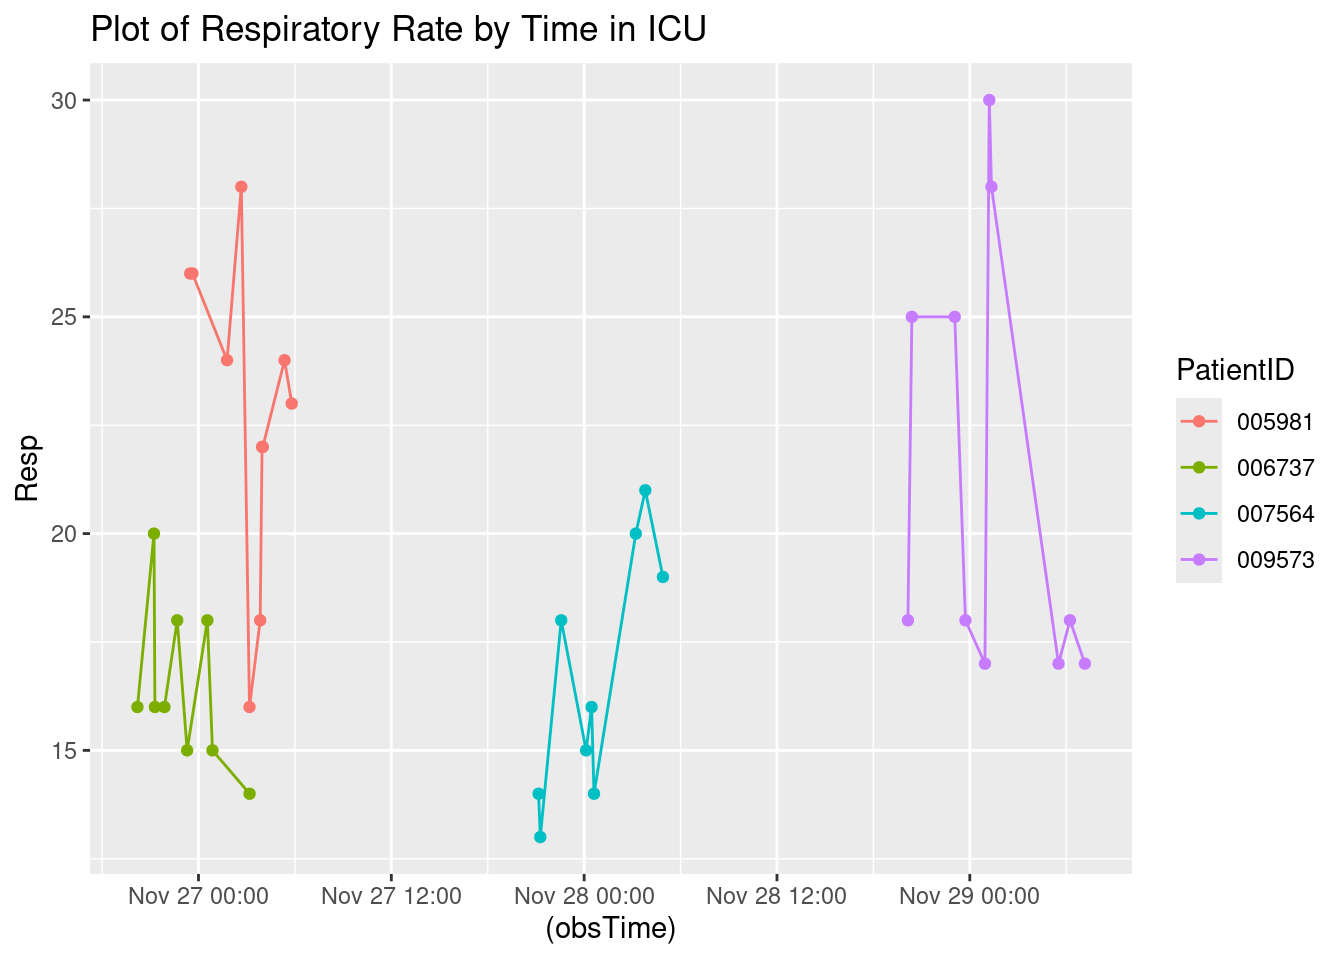 Plot of Respiratory Rate by Time in ICU
30
25
20
15
Resp
Nov 27 00:00 Nov 27 12:00 Nov 28 00:00 Nov 28 12:00 Nov 29 00:00
(obsTime)
PatientID
005981
006737
007564
009573